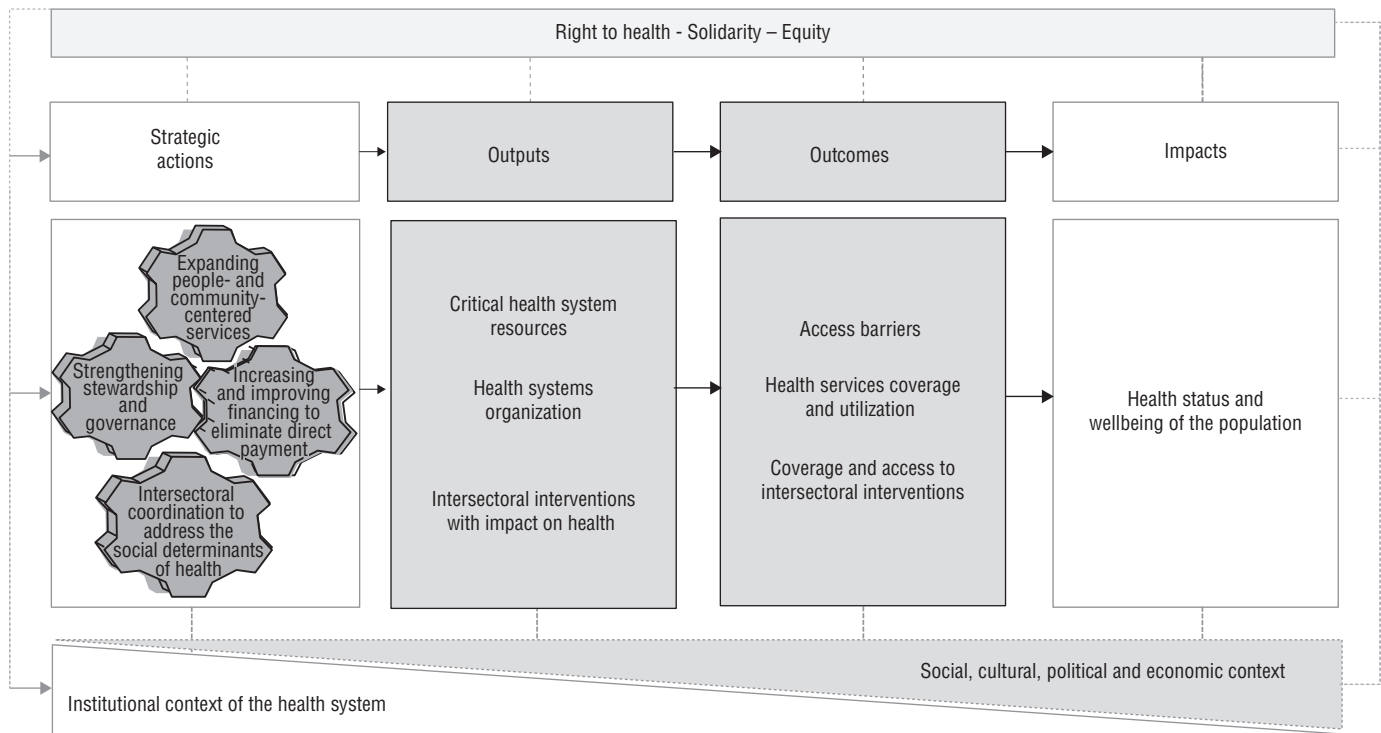 Right to health - Solidarity – Equity
Strategic
actions
Outputs
Outcomes
Impacts
Expanding
people- and
community-
centered
services
Strengthening
stewardship
and
governance
Increasing
and improving
financing to
eliminate direct
payment
Intersectoral
coordination to
address the
social determinants
of health
Critical health system
resources
Health systems
organization
Intersectoral interventions
with impact on health
Access barriers
Health services coverage
and utilization
Coverage and access to
intersectoral interventions
Health status and
wellbeing of the population
Social, cultural, political and economic context
Institutional context of the health system